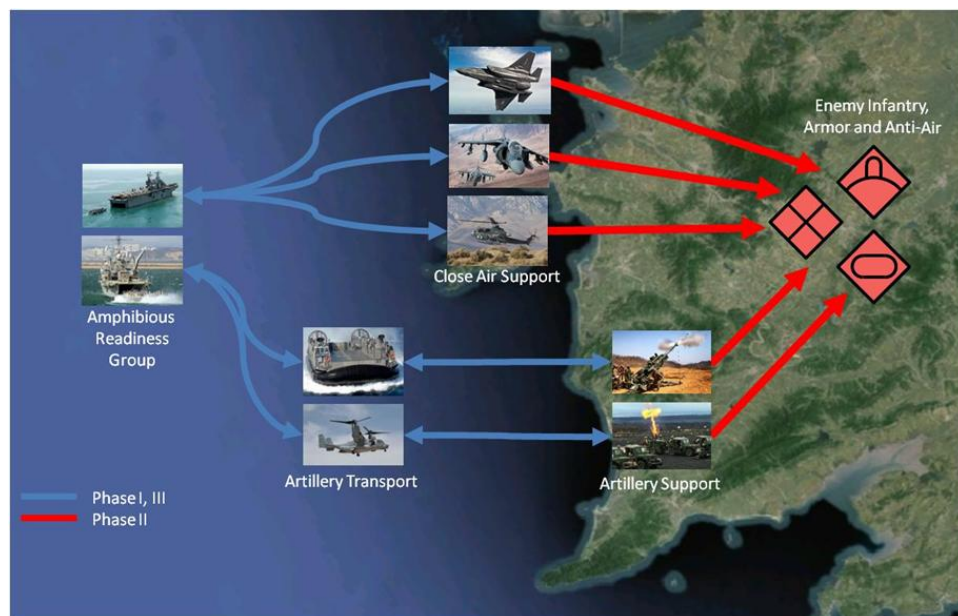 Enemy Infantry,
Armor and Anti-Air
Close Air Support
Amphibious
Readiness
Group
Artillery Transport
Artillery Support
Phase I, III
Phase II